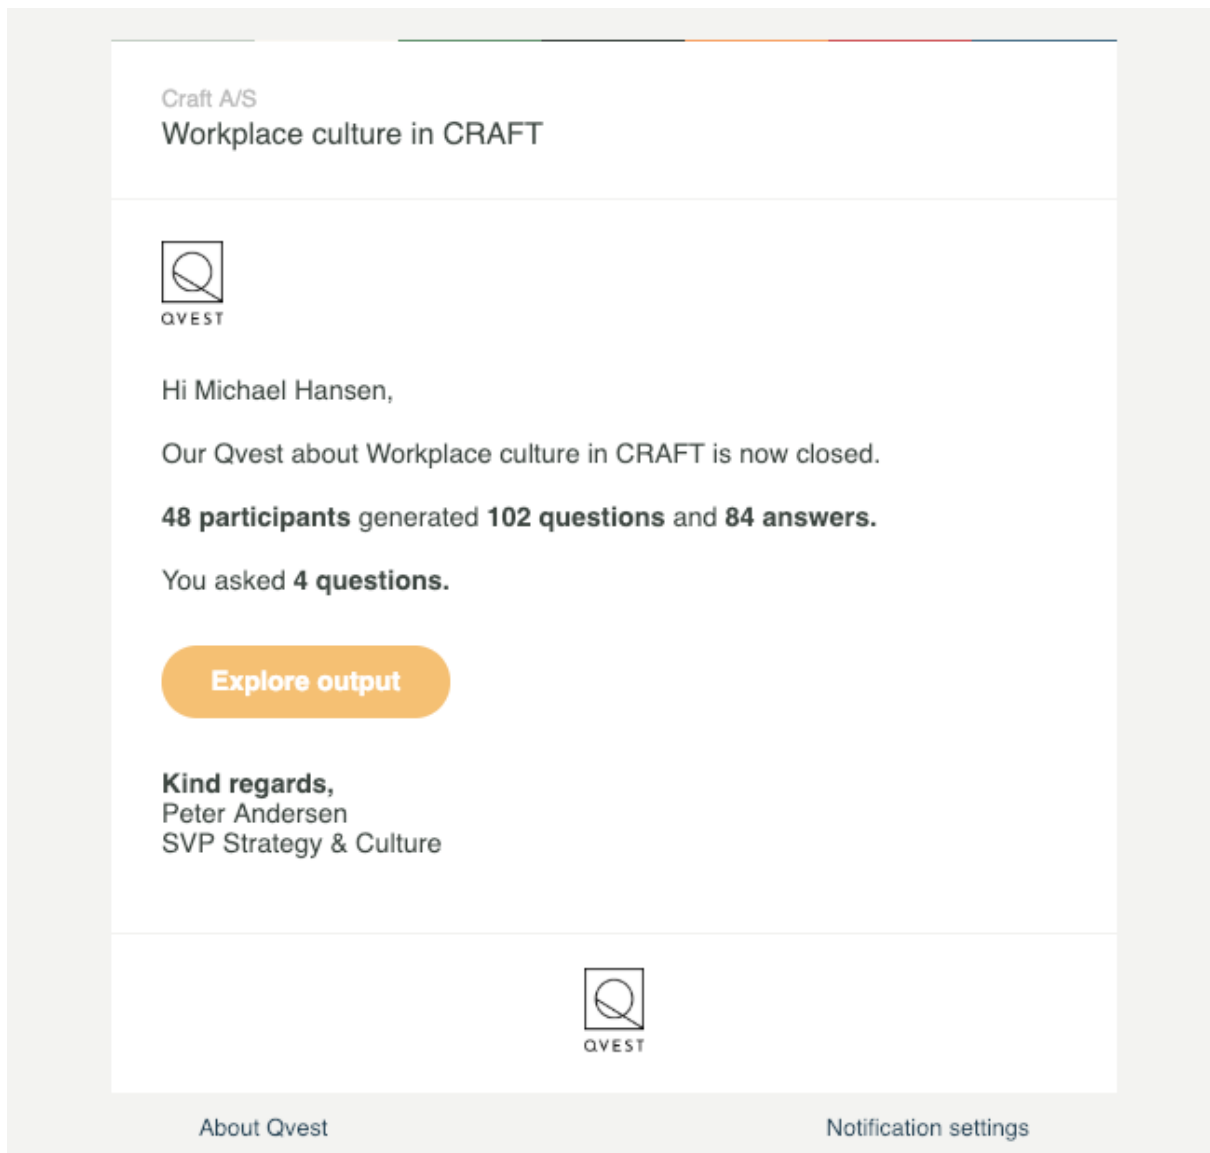 Craft A/S
Workplace culture in CRAFT
QVEST
Hi Michael Hansen,
Our Qvest about Workplace culture in CRAFT is now closed.
48 participants generated 102 questions and 84 answers.
You asked 4 questions.
Explore output
Kind regards,
Peter Andersen
SVP Strategy & Culture
QVEST
About Qvest
Notification settings